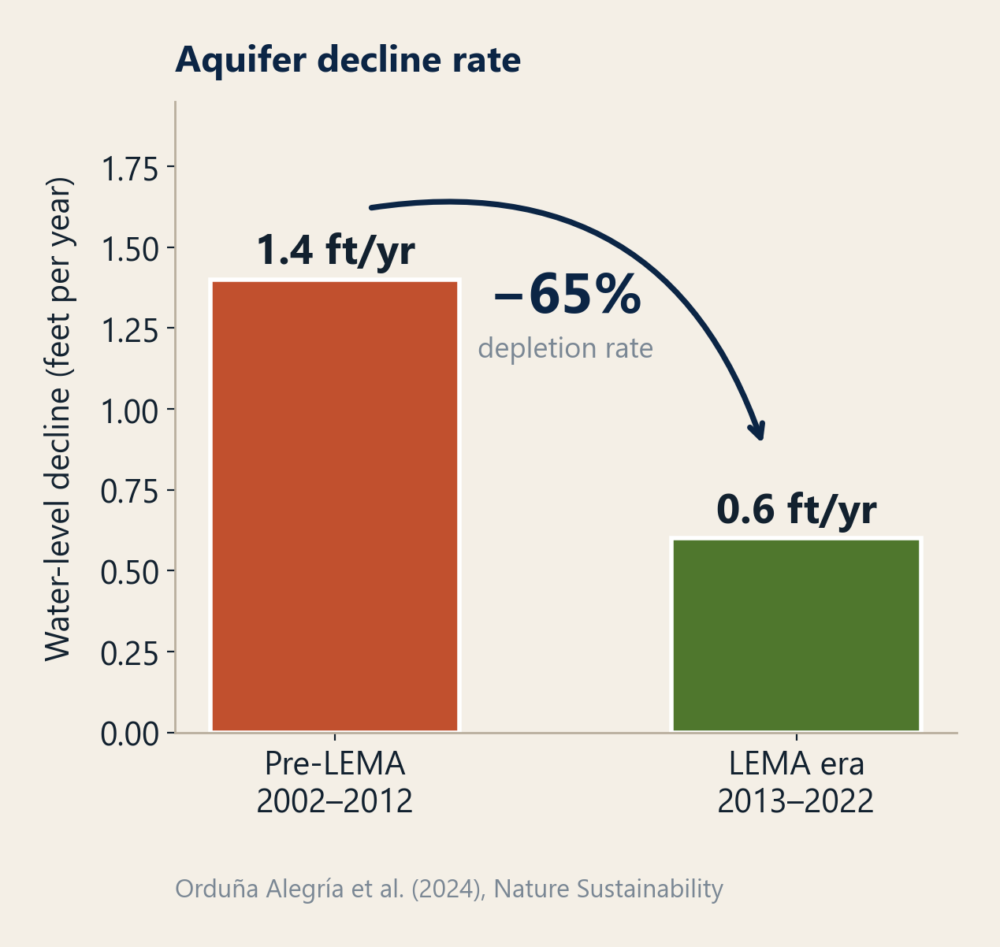 Aquifer decline rate
Water-level decline (feet per year)
1.75
1.50
1.25
1.00
0.75
0.50
0.25
0.00
1.4 ft/yr
−65%
depletion rate
0.6 ft/yr
Pre-LEMA
2002–2012
LEMA era
2013–2022
Orduña Alegría et al. (2024), Nature Sustainability